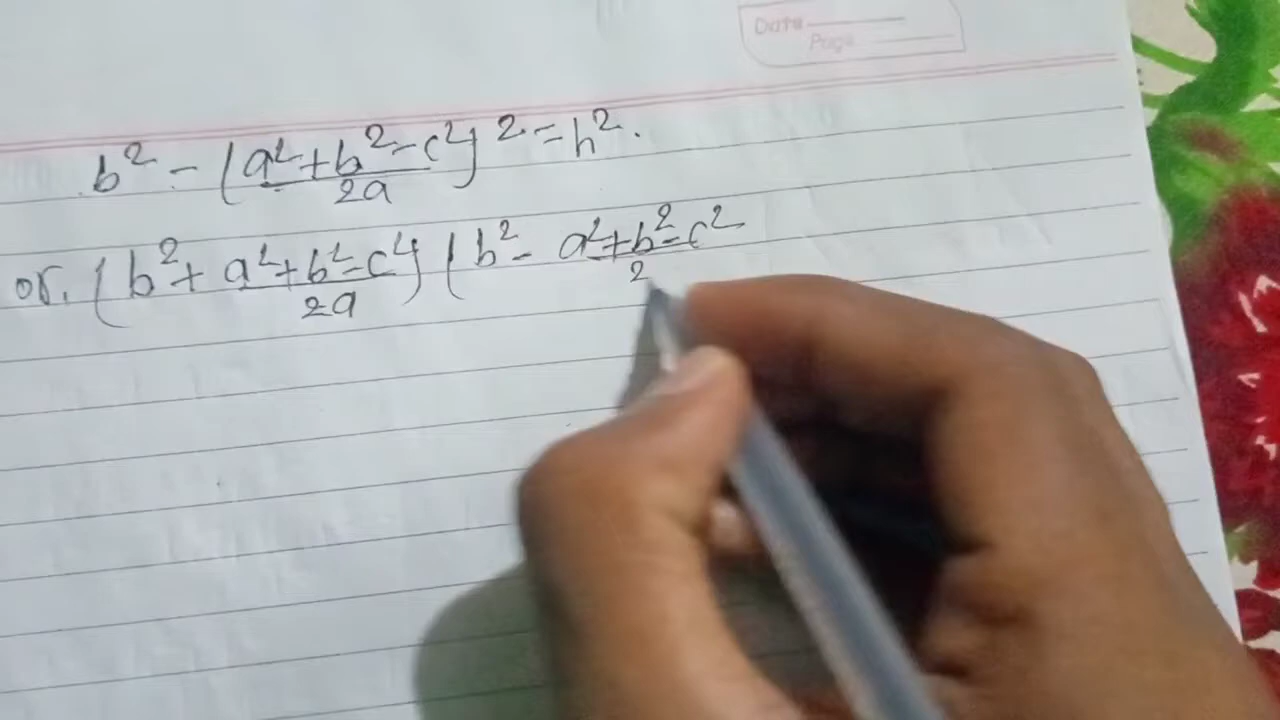 Date
Page
b² - (a²+b²-c²/2a)² = h².
or. (b² + a²+b²-c²/2a) (b² - a²+b²-c²/2